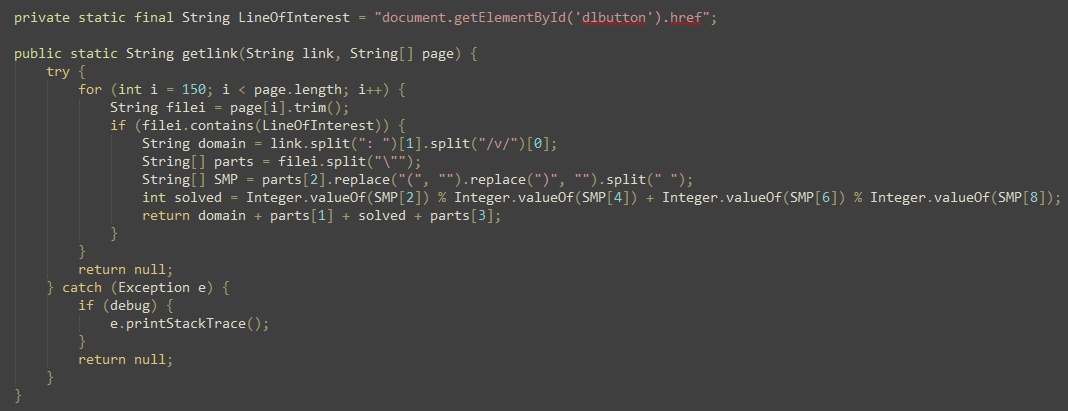 private static final String LineOfInterest = "document.getElementById('dlbutton').href";
public static String getlink(String link, String[] page) {
try {
for (int i = 150; i < page.length; i++) {
String filei = page[i].trim();
if (filei.contains(LineOfInterest)) {
String domain = link.split(": ")[1].split("/v/")[0];
String[] parts = filei.split("\"");
String[] SMP = parts[2].replace("(", "").replace(")", "").split(" ");
int solved = Integer.valueOf(SMP[2]) % Integer.valueOf(SMP[4]) + Integer.valueOf(SMP[6]) % Integer.valueOf(SMP[8]);
return domain + parts[1] + solved + parts[3];
}
}
return null;
} catch (Exception e) {
if (debug) {
e.printStackTrace();
}
return null;
}
}